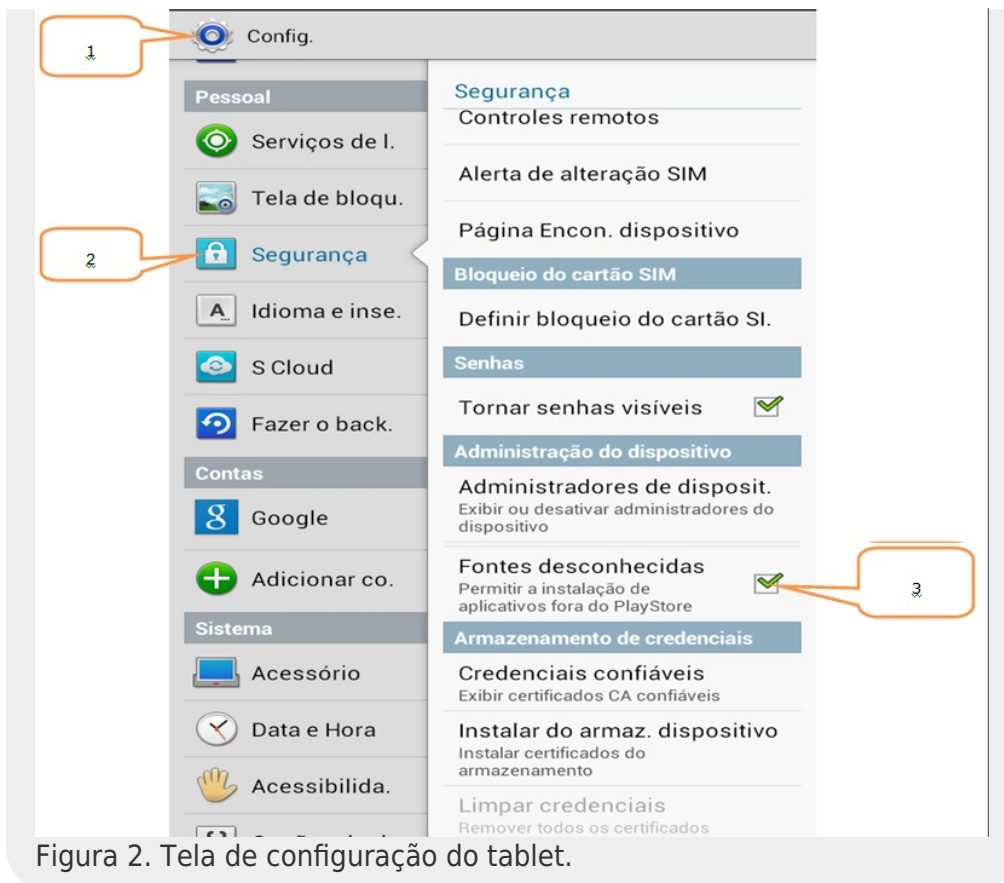 1
Config.
Pessoal
Serviços de l.
Tela de bloqu.
2
Segurança
Idioma e inse.
S Cloud
Fazer o back.
Contas
Google
Adicionar co.
Sistema
Acessório
Data e Hora
Acessibilida.
Segurança
Controles remotos
Alerta de alteração SIM
Página Encon. dispositivo
Bloqueio do cartão SIM
Definir bloqueio do cartão SI.
Senhas
Tornar senhas visíveis
Administração do dispositivo
Administradores de disposit.
Exibir ou desativar administradores do
dispositivo
Fontes desconhecidas
Permitir a instalação de
aplicativos fora do PlayStore
3
Armazenamento de credenciais
Credenciais confiáveis
Exibir certificados CA confiáveis
Instalar do armaz. dispositivo
Instalar certificados do
armazenamento
Limpar credenciais
Remover todos os certificados
Figura 2. Tela de configuração do tablet.